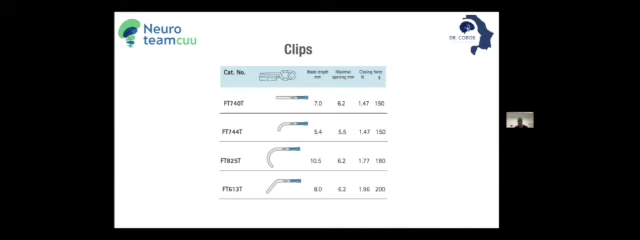 Neuro
teamcuu
DR. COBOS
Clips
Cat. No. Blade length mm Maximal opening mm Closing force N g
FT740T 7.0 6.2 1.47 150
FT744T 5.4 5.5 1.47 150
FT825T 10.5 6.2 1.77 180
FT613T 8.0 6.2 1.96 200